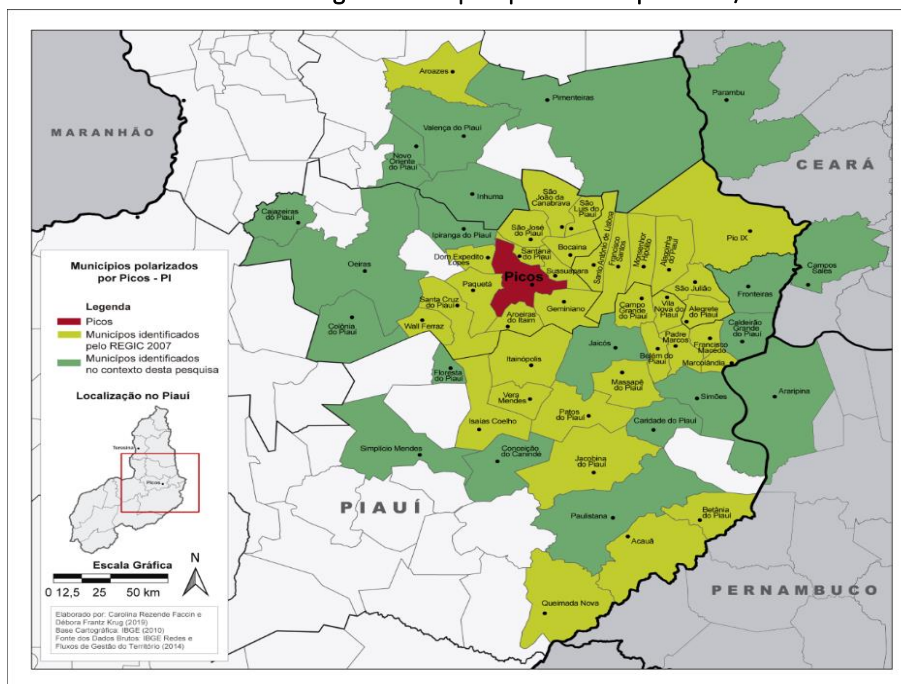 MARANHÃO
CEARÁ
PIAUÍ
PERNAMBUCO
Aroazes
Pimenteiras
Parambu
Valença do Piauí
Novo
Oriente
do Piauí
Inhuma
São
João da
Canabrava
São
Luis do
Piauí
Cajazeiras
do Piauí
Ipiranga do Piauí
São José
do Piauí
Bocaina
Santo Antônio de Lisboa
Francisco
Santos
Monsenhor
Hipólito
Alagoinha
do Piauí
Pio IX
Campos
Sales
Oeiras
Dom Expedito
Lopes
Santana
do Piauí
Picos
Sussuapara
São Julião
Fronteiras
Paquetá
Santa Cruz
do Piauí
Geminiano
Campo
Grande
do Piauí
Vila
Nova do
Piauí
Alegrete
do Piauí
Colônia
do Piauí
Wall Ferraz
Aroeiras
do Itaim
Caldeirão
Grande
do Piauí
Jaicós
Padre
Marcos
Francisco
Macedo
Belém do
Piauí
Marcolândia
Itainópolis
Floresta
do Piauí
Massapê
do Piauí
Simões
Araripina
Vera
Mendes
Isaias Coelho
Patos
do Piauí
Caridade do Piauí
Simplício Mendes
Conceição
do Canindé
Jacobina
do Piauí
Paulistana
Betânia
do Piauí
Acauã
Queimada Nova
Municípios polarizados
por Picos - PI
Legenda
Picos
Municípios identificados
pelo REGIC 2007
Municípios identificados
no contexto desta pesquisa
Localização no Piauí
Teresina
Picos
Escala Gráfica
N
0 12,5 25 50 km
Elaborado por: Carolina Rezende Faccin e
Débora Frantz Krug (2019)
Base Cartográfica: IBGE (2010)
Fonte dos Dados Brutos: IBGE Redes e
Fluxos de Gestão do Território (2014)